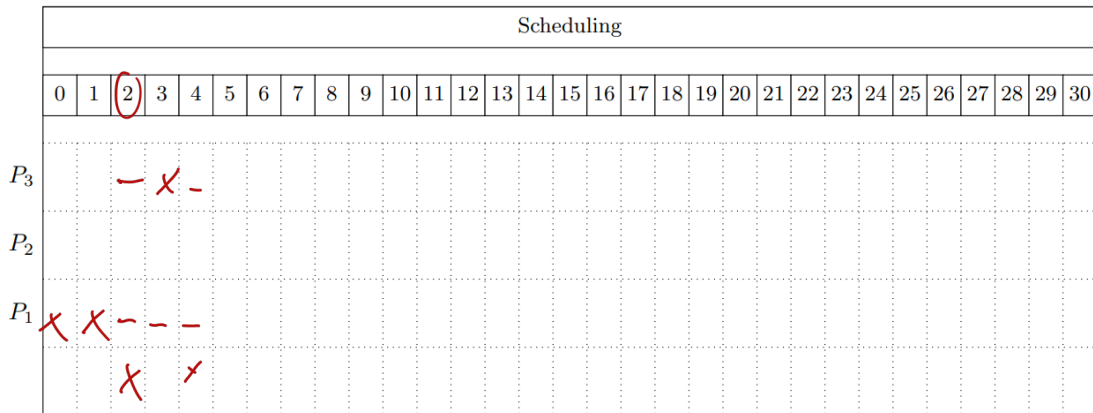 Scheduling
0 1 2 3 4 5 6 7 8 9 10 11 12 13 14 15 16 17 18 19 20 21 22 23 24 25 26 27 28 29 30
P₃ – X –
P₂
P₁ X X – – –
X X